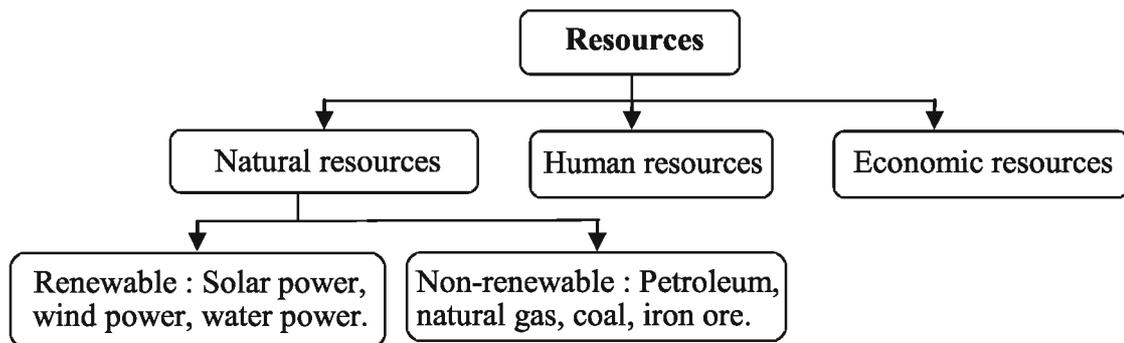 Resources
Natural resources
Human resources
Economic resources
Renewable : Solar power,
wind power, water power.
Non-renewable : Petroleum,
natural gas, coal, iron ore.